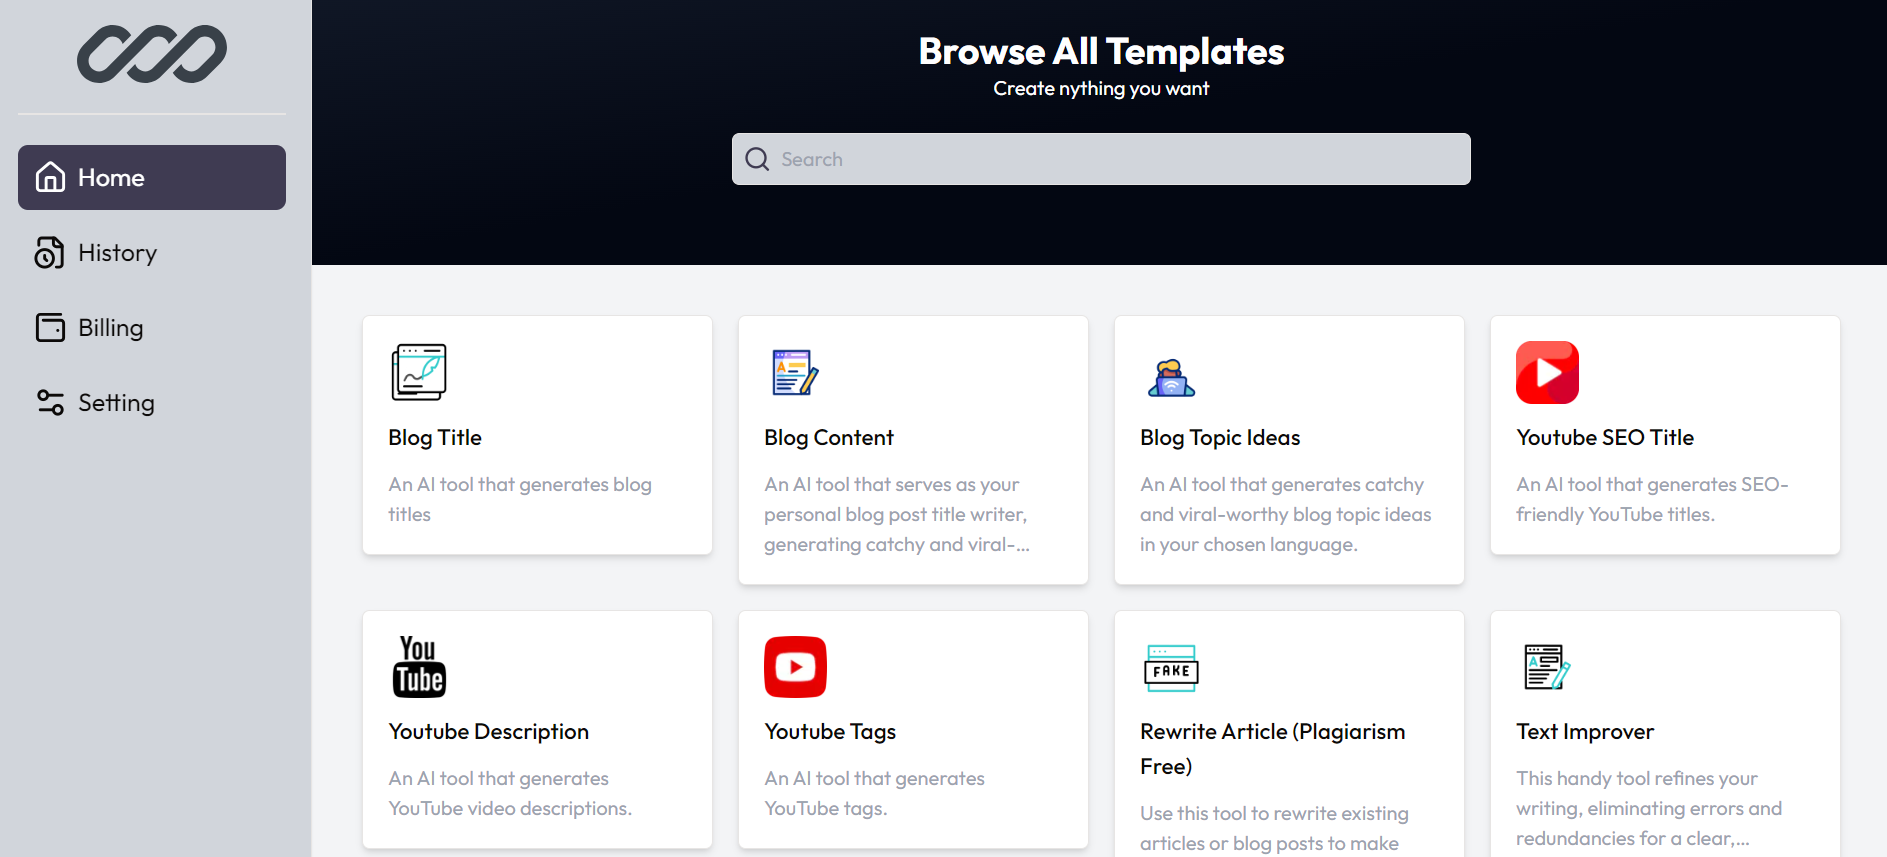 Home
History
Billing
Setting
Browse All Templates
Create nything you want
Search
Blog Title
An AI tool that generates blog
titles
Blog Content
An AI tool that serves as your
personal blog post title writer,
generating catchy and viral-...
Blog Topic Ideas
An AI tool that generates catchy
and viral-worthy blog topic ideas
in your chosen language.
Youtube SEO Title
An AI tool that generates SEO-
friendly YouTube titles.
You
Tube
Youtube Description
An AI tool that generates
YouTube video descriptions.
Youtube Tags
An AI tool that generates
YouTube tags.
FAKE
Rewrite Article (Plagiarism
Free)
Use this tool to rewrite existing
articles or blog posts to make
A
Text Improver
This handy tool refines your
writing, eliminating errors and
redundancies for a clear,...